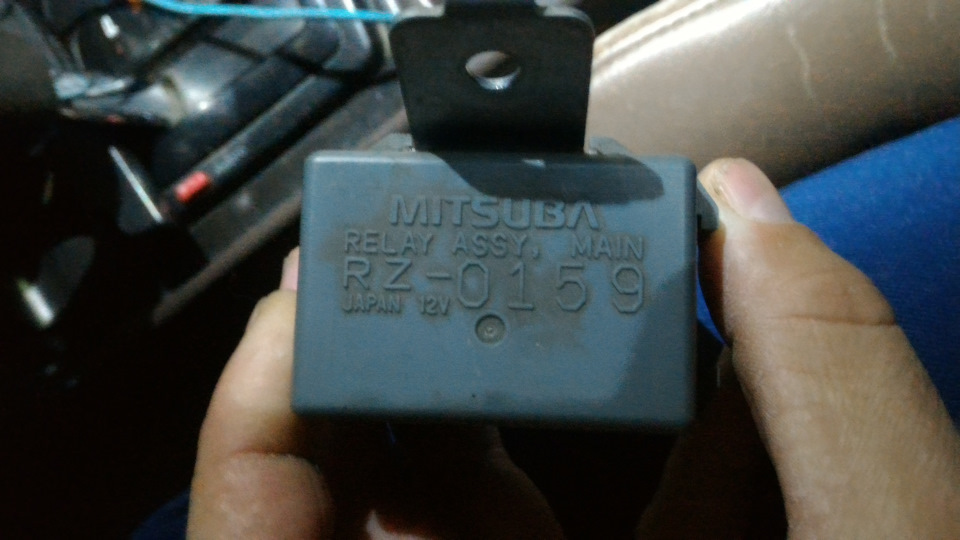 MITSUBA
RELAY ASSY, MAIN
RZ-0159
JAPAN 12V